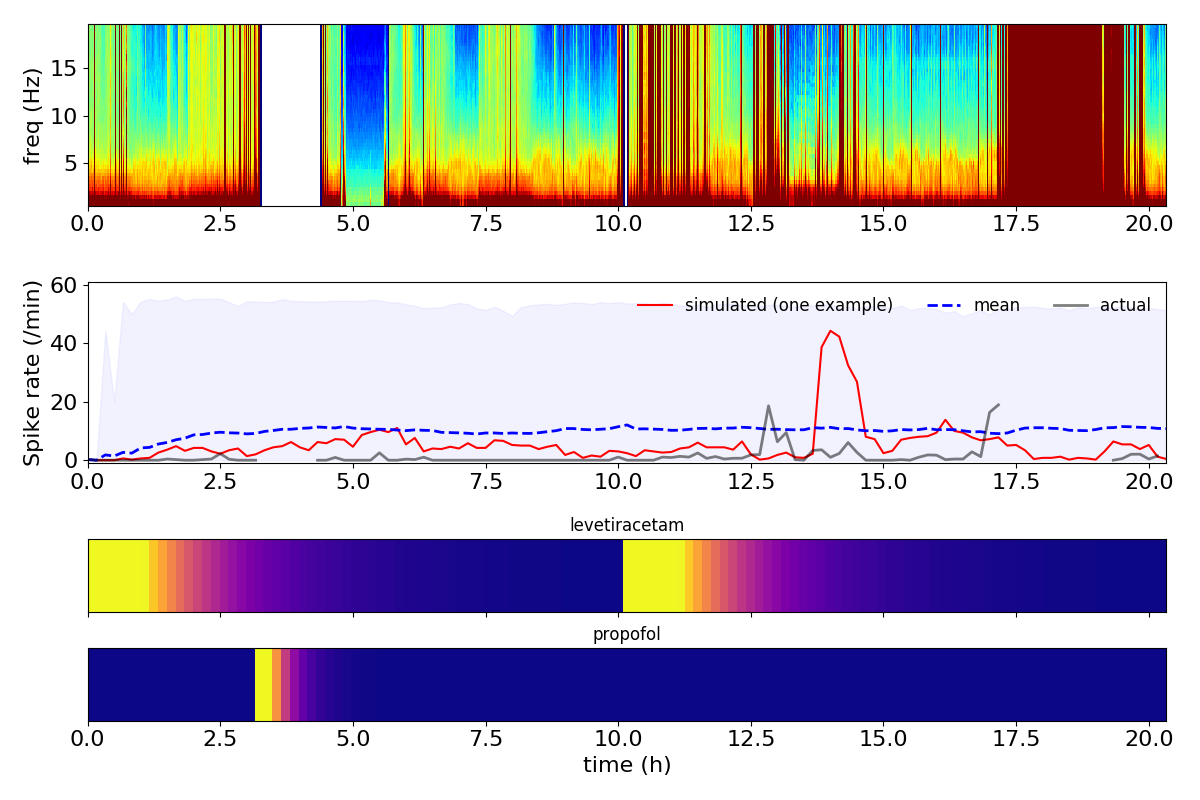 freq (Hz)
15
10
5
0.0 2.5 5.0 7.5 10.0 12.5 15.0 17.5 20.0
Spike rate (/min)
60
40
20
0
simulated (one example) mean actual
0.0 2.5 5.0 7.5 10.0 12.5 15.0 17.5 20.0
levetiracetam
propofol
0.0 2.5 5.0 7.5 10.0 12.5 15.0 17.5 20.0
time (h)